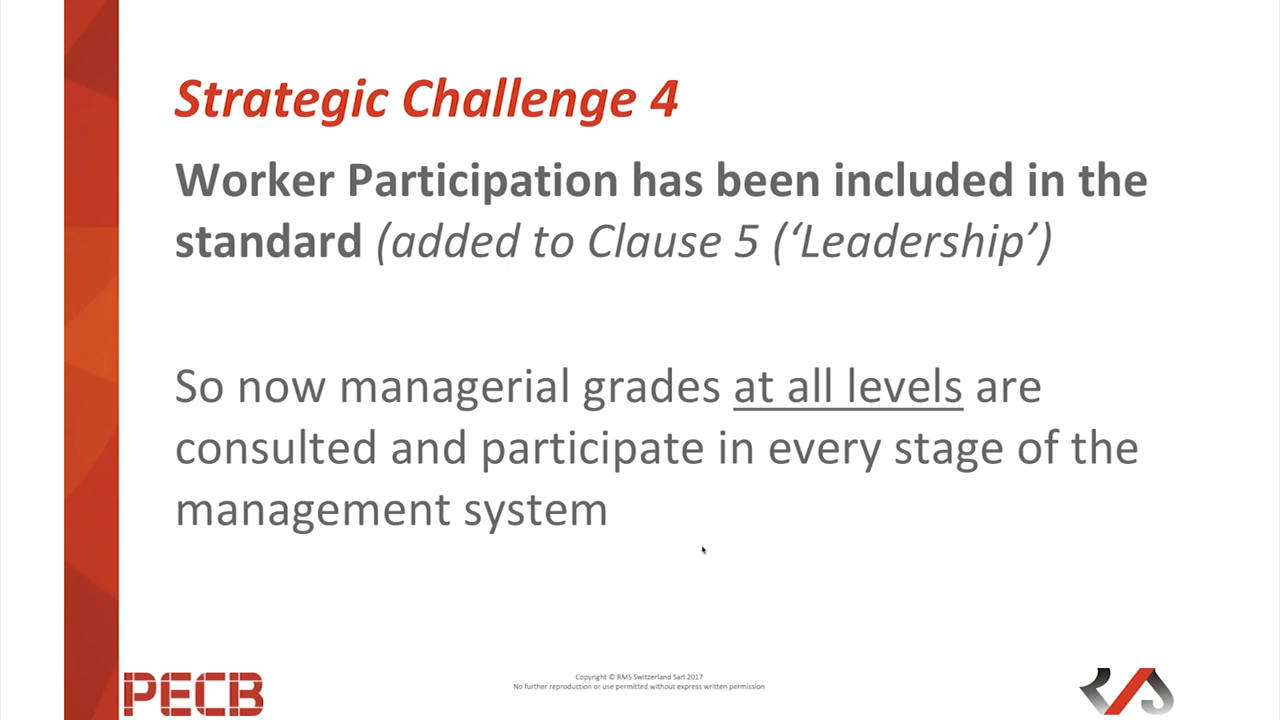 Strategic Challenge 4
Worker Participation has been included in the
standard (added to Clause 5 (‘Leadership’)
So now managerial grades at all levels are
consulted and participate in every stage of the
management system
PECB
Copyright © RMS Switzerland Sarl 2017
No further reproduction or use permitted without express written permission